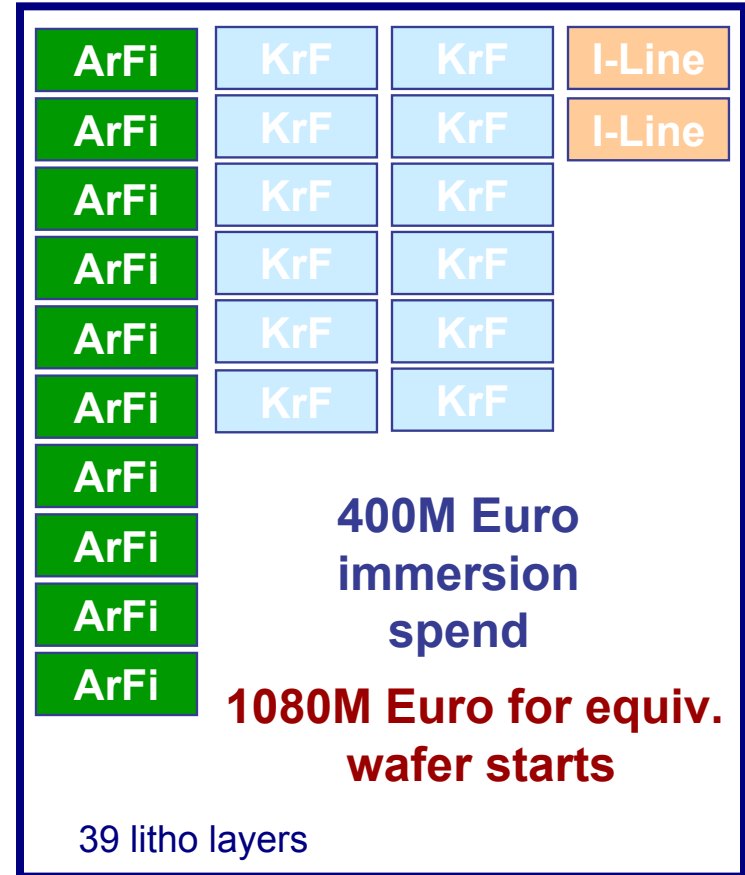 ArFi KrF KrF I-Line
ArFi KrF KrF I-Line
ArFi KrF KrF
ArFi KrF KrF
ArFi KrF KrF
ArFi KrF KrF
ArFi
ArFi
ArFi
ArFi
400M Euro
immersion
spend
1080M Euro for equiv.
wafer starts
39 litho layers